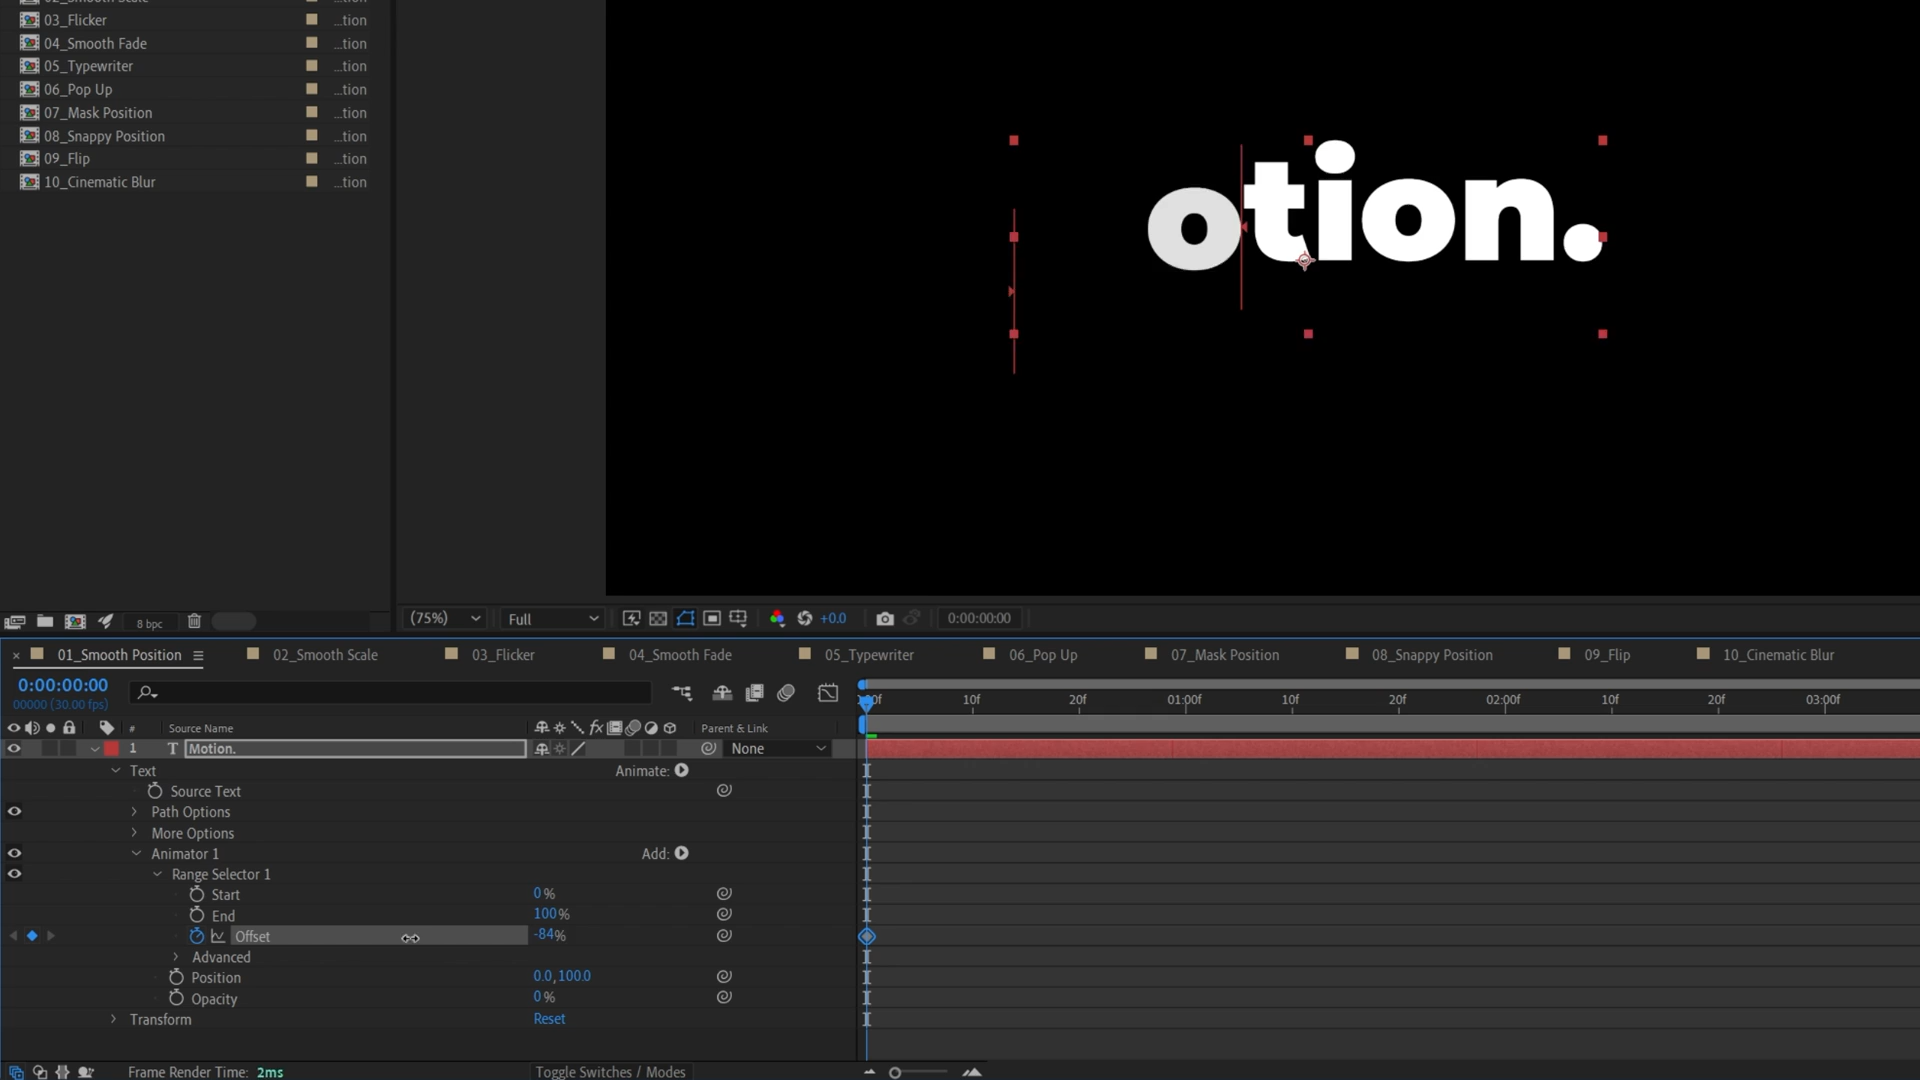 02_Smooth Scale
03_Flicker ...tion
04_Smooth Fade ...tion
05_Typewriter ...tion
06_Pop Up ...tion
07_Mask Position ...tion
08_Snappy Position ...tion
09_Flip ...tion
10_Cinematic Blur ...tion
otion.
8 bpc
(75%) Full +0.0 0:00:00:00
01_Smooth Position 02_Smooth Scale 03_Flicker 04_Smooth Fade 05_Typewriter 06_Pop Up 07_Mask Position 08_Snappy Position 09_Flip 10_Cinematic Blur
0:00:00:00
00000 (30.00 fps)
10f 20f 01:00f 10f 20f 02:00f 10f 20f 03:00f
# Source Name fx Parent & Link
1 T Motion. None
Text Animate:
Source Text
Path Options
More Options
Animator 1 Add:
Range Selector 1
Start 0%
End 100%
Offset -84%
Advanced
Position 0.0,100.0
Opacity 0%
Transform Reset
Frame Render Time: 2ms Toggle Switches / Modes